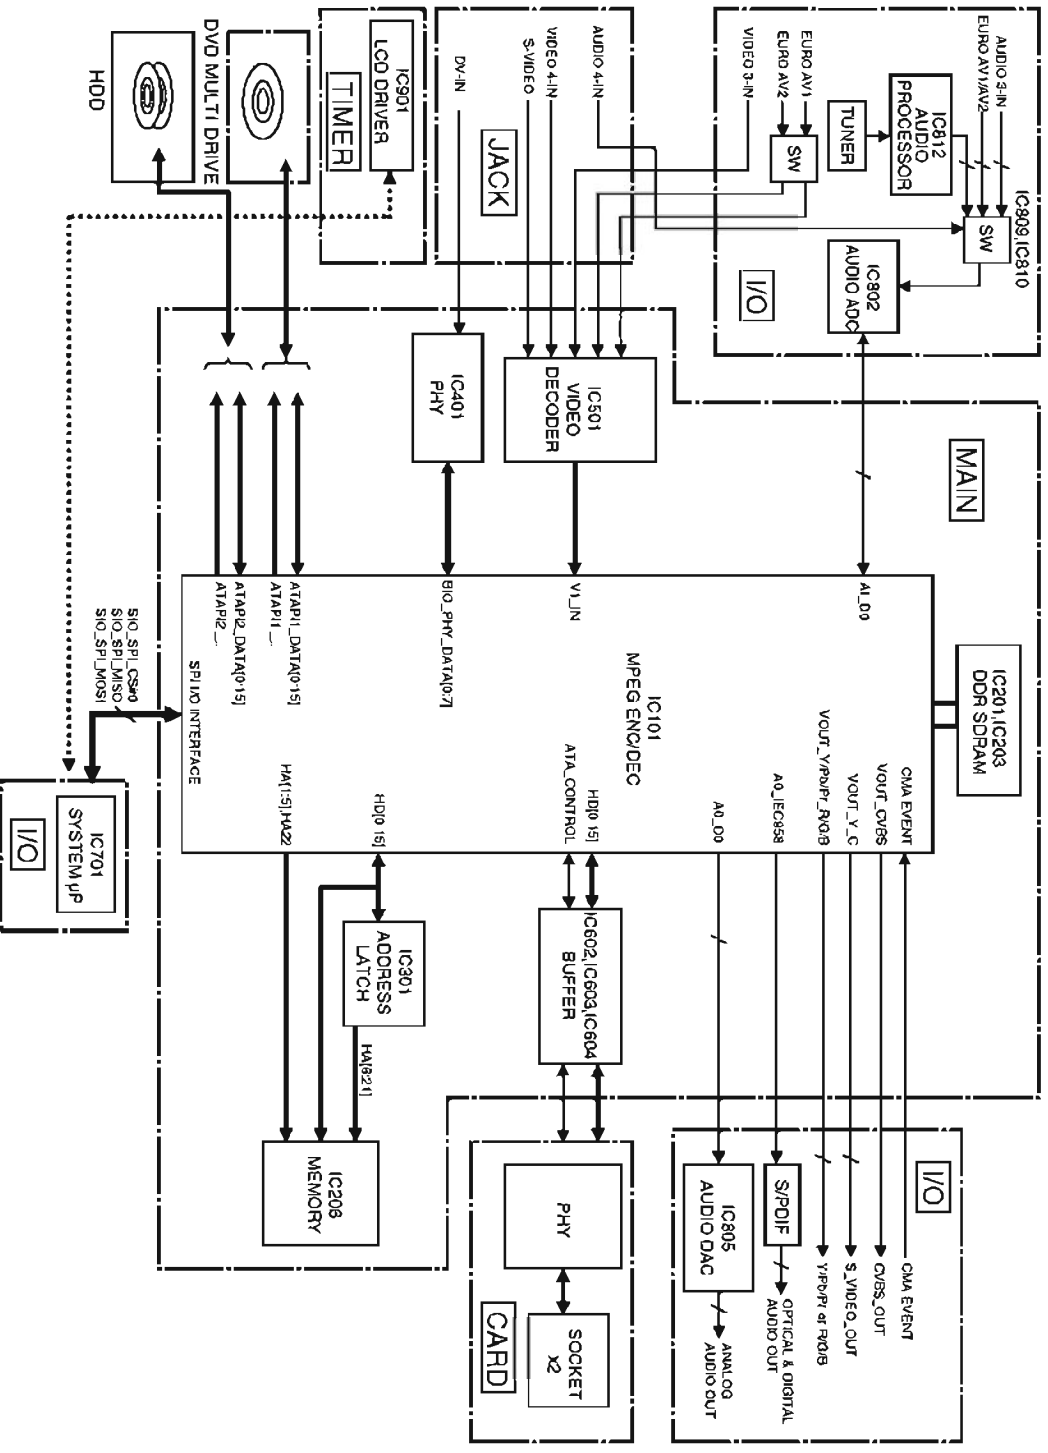 AUDIO 3-IN
EURO AV1/AV2
IC812
AUDIO
PROCESSOR
TUNER
EURO AV1
EURO AV2
VIDEO 3-IN
SW
IC809,IC810
SW
IC802
AUDIO ADC
I/O
AUDIO 4-IN
VIDEO 4-IN
S-VIDEO
DV-IN
JACK
IC901
LCD DRIVER
TIMER
DVD MULTI DRIVE
HDD
MAIN
IC501
VIDEO
DECODER
IC401
PHY
IC201,IC203
DDR SDRAM
AI_D0
V1_IN
BIO_PHY_DATA[0:7]
ATAPI1_DATA[0:15]
ATAPI1_...
ATAPI2_DATA[0:15]
ATAPI2_...
SPI I/O INTERFACE
IC101
MPEG ENC/DEC
CMA EVENT
VOUT_CVBS
VOUT_Y_C
VOUT_Y/Pb/Pr_R/G/B
A0_IEC958
A0_D0
HD[0:15]
ATA_CONTROL
HD[0:15]
HA[1:5],HA22
SIO_SPI_CSn0
SIO_SPI_MISO
SIO_SPI_MOSI
IC701
SYSTEM µP
I/O
IC602,IC603,IC604
BUFFER
IC301
ADDRESS
LATCH
HA[6:21]
IC206
MEMORY
I/O
CMA EVENT
CVBS_OUT
S_VIDEO_OUT
Y/Pb/Pr or R/G/B
S/PDIF
OPTICAL & DIGITAL
AUDIO OUT
IC805
AUDIO DAC
ANALOG
AUDIO OUT
PHY
SOCKET
x2
CARD